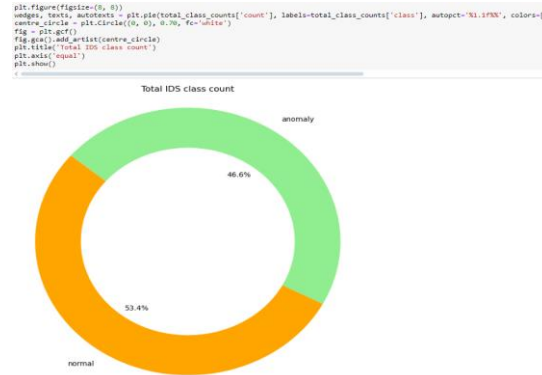 plt.figure(figsize=(8, 8))
wedges, texts, autotexts = plt.pie(total_class_counts['count'], labels=total_class_counts['class'], autopct='%1.1f%%', colors=[
centre_circle = plt.Circle((0, 0), 0.70, fc='white')
fig = plt.gcf()
fig.gca().add_artist(centre_circle)
plt.title('Total IDS class count')
plt.axis('equal')
plt.show()
Total IDS class count
anomaly
46.6%
53.4%
normal